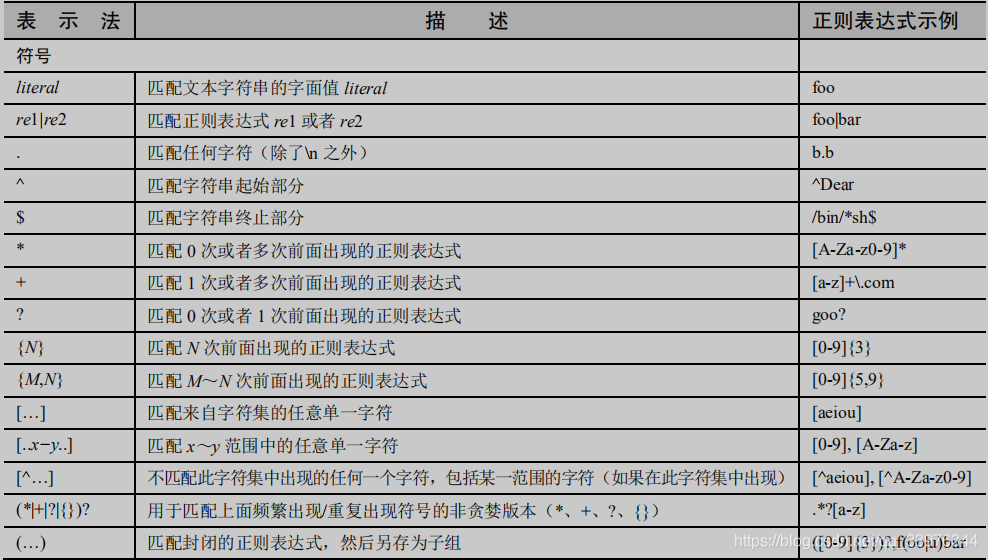 表 示 法 描 述 正则表达式示例
符号
literal 匹配文本字符串的字面值 literal foo
re1|re2 匹配正则表达式 re1 或者 re2 foo|bar
. 匹配任何字符（除了\n 之外） b.b
^ 匹配字符串起始部分 ^Dear
$ 匹配字符串终止部分 /bin/*sh$
* 匹配 0 次或者多次前面出现的正则表达式 [A-Za-z0-9]*
+ 匹配 1 次或者多次前面出现的正则表达式 [a-z]+\.com
? 匹配 0 次或者 1 次前面出现的正则表达式 goo?
{N} 匹配 N 次前面出现的正则表达式 [0-9]{3}
{M,N} 匹配 M～N 次前面出现的正则表达式 [0-9]{5,9}
[…] 匹配来自字符集的任意单一字符 [aeiou]
[..x−y..] 匹配 x～y 范围中的任意单一字符 [0-9], [A-Za-z]
[^…] 不匹配此字符集中出现的任何一个字符，包括某一范围的字符（如果在此字符集中出现） [^aeiou], [^A-Za-z0-9]
(*|+|?|{})? 用于匹配上面频繁出现/重复出现符号的非贪婪版本（*、+、?、{}） .*?[a-z]
(…) 匹配封闭的正则表达式，然后另存为子组 ([0-9]{3})?,f(oo|u)bar